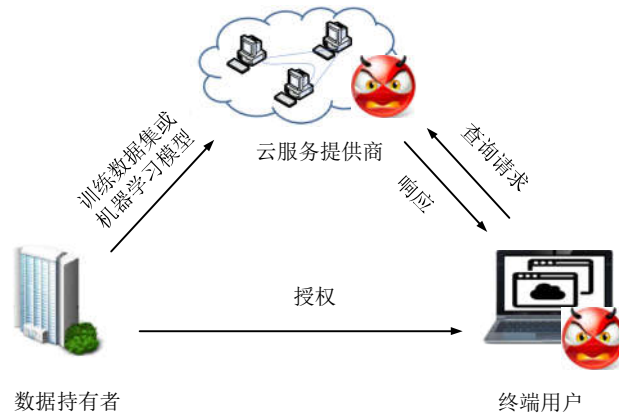 云服务提供商
训练数据集或
机器学习模型
查询请求
响应
授权
数据持有者
终端用户